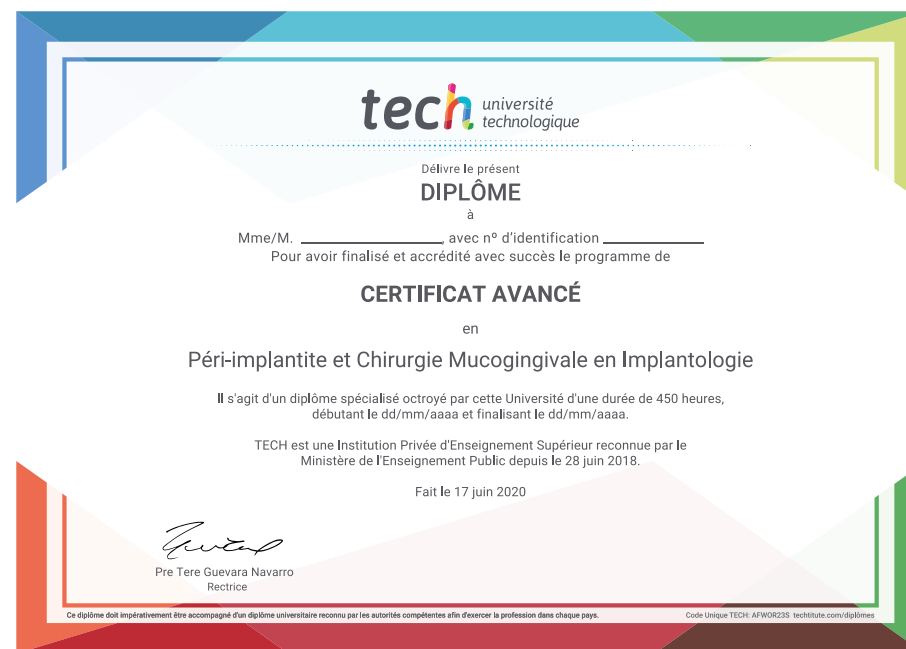 tech université
technologique
Délivre le présent
DIPLÔME
à
Mme/M. ____________________, avec nº d'identification ______________
Pour avoir finalisé et accrédité avec succès le programme de
CERTIFICAT AVANCÉ
en
Péri-implantite et Chirurgie Mucogingivale en Implantologie
Il s'agit d'un diplôme spécialisé octroyé par cette Université d'une durée de 450 heures,
débutant le dd/mm/aaaa et finalisant le dd/mm/aaaa.
TECH est une Institution Privée d'Enseignement Supérieur reconnue par le
Ministère de l'Enseignement Public depuis le 28 juin 2018.
Fait le 17 juin 2020
Pre Tere Guevara Navarro
Rectrice
Ce diplôme doit impérativement être accompagné d'un diplôme universitaire reconnu par les autorités compétentes afin d'exercer la profession dans chaque pays.
Code Unique TECH: AFWOR23S techtitute.com/diplômes